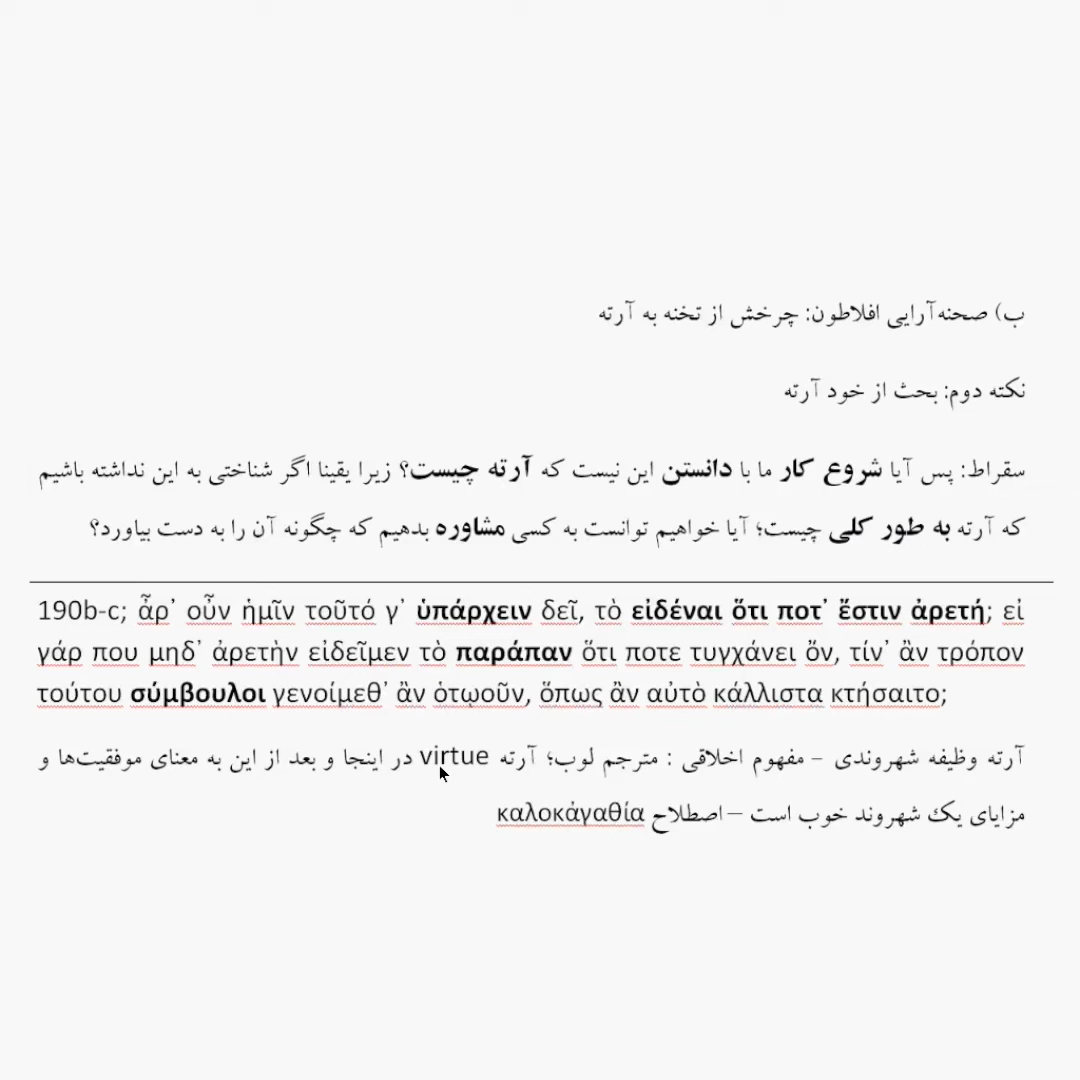 ب) صحنه‌آرایی افلاطون: چرخش از تخنه به آرته
نکته دوم: بحث از خود آرته
سقراط: پس آیا شروع کار ما با دانستن این نیست که آرته چیست؟ زیرا یقینا اگر شناختی به این نداشته باشیم
که آرته به طور کلی چیست؛ آیا خواهیم توانست به کسی مشاوره بدهیم که چگونه آن را به دست بیاورد؟
190b-c; ἆρ᾽ οὖν ἡμῖν τοῦτό γ᾽ ὑπάρχειν δεῖ, τὸ εἰδέναι ὅτι ποτ᾽ ἔστιν ἀρετή; εἰ
γάρ που μηδ᾽ ἀρετὴν εἰδεῖμεν τὸ παράπαν ὅτι ποτε τυγχάνει ὄν, τίν᾽ ἂν τρόπον
τούτου σύμβουλοι γενοίμεθ᾽ ἂν ὁτῳοῦν, ὅπως ἂν αὐτὸ κάλλιστα κτήσαιτο;
آرته وظیفه شهروندی – مفهوم اخلاقی : مترجم لوب؛ آرته virtue در اینجا و بعد از این به معنای موفقیت‌ها و
مزایای یک شهروند خوب است – اصطلاح καλοκἀγαθία